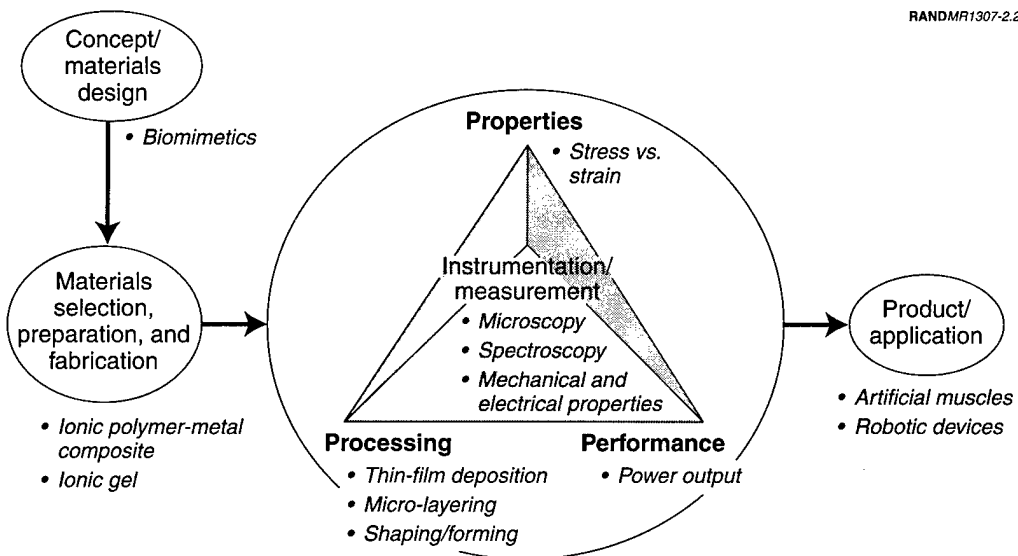 RANDMR1307-2.2
Concept/
materials
design
• Biomimetics
Materials
selection,
preparation, and
fabrication
• Ionic polymer-metal
composite
• Ionic gel
Properties
• Stress vs.
strain
Instrumentation/
measurement
• Microscopy
• Spectroscopy
• Mechanical and
electrical properties
Processing
• Thin-film deposition
• Micro-layering
• Shaping/forming
Performance
• Power output
Product/
application
• Artificial muscles
• Robotic devices